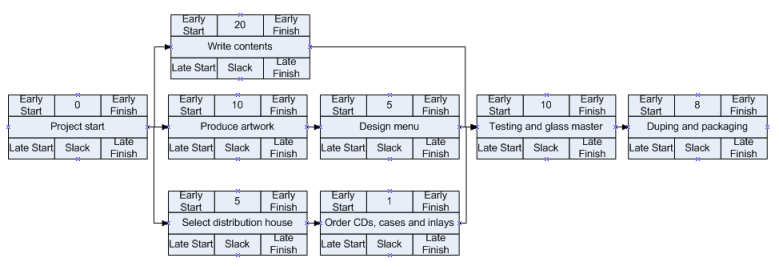 Early Start 20 Early Finish
Write contents
Late Start Slack Late Finish
Early Start 0 Early Finish
Project start
Late Start Slack Late Finish
Early Start 10 Early Finish
Produce artwork
Late Start Slack Late Finish
Early Start 5 Early Finish
Design menu
Late Start Slack Late Finish
Early Start 10 Early Finish
Testing and glass master
Late Start Slack Late Finish
Early Start 8 Early Finish
Duping and packaging
Late Start Slack Late Finish
Early Start 5 Early Finish
Select distribution house
Late Start Slack Late Finish
Early Start 1 Early Finish
Order CDs, cases and inlays
Late Start Slack Late Finish